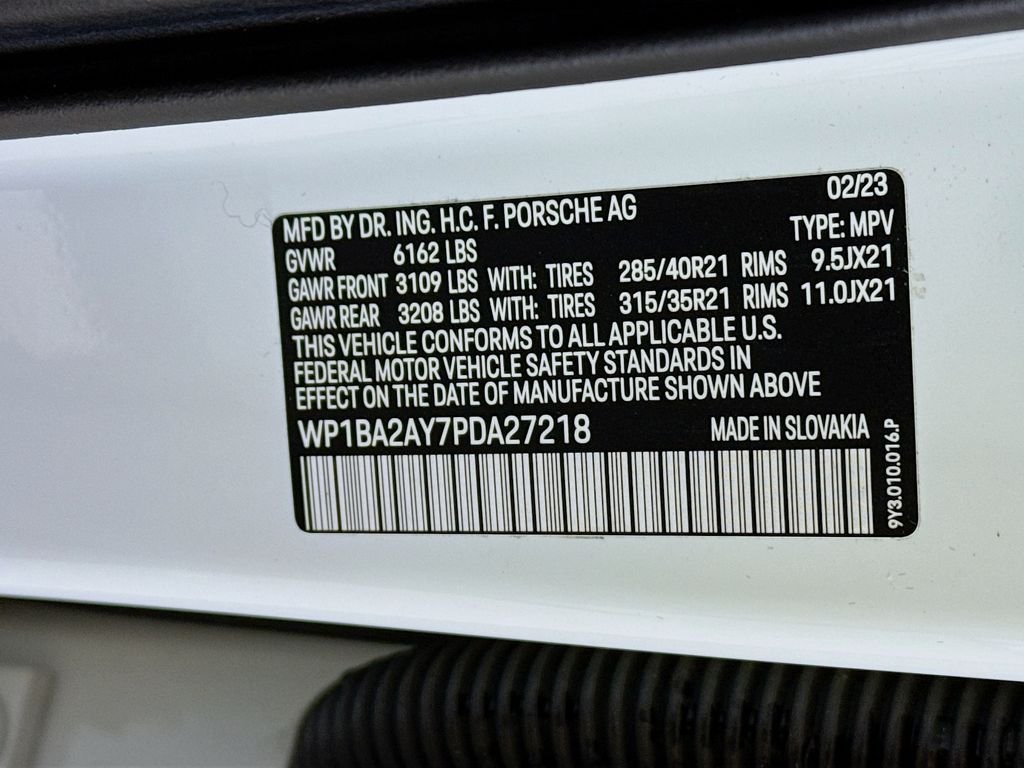 02/23
MFD BY DR. ING. H.C. F. PORSCHE AG
TYPE: MPV
GVWR 6162 LBS
GAWR FRONT 3109 LBS WITH: TIRES 285/40R21 RIMS 9.5JX21
GAWR REAR 3208 LBS WITH: TIRES 315/35R21 RIMS 11.0JX21
THIS VEHICLE CONFORMS TO ALL APPLICABLE U.S.
FEDERAL MOTOR VEHICLE SAFETY STANDARDS IN
EFFECT ON THE DATE OF MANUFACTURE SHOWN ABOVE
WP1BA2AY7PDA27218 MADE IN SLOVAKIA
9Y3.010.016.P